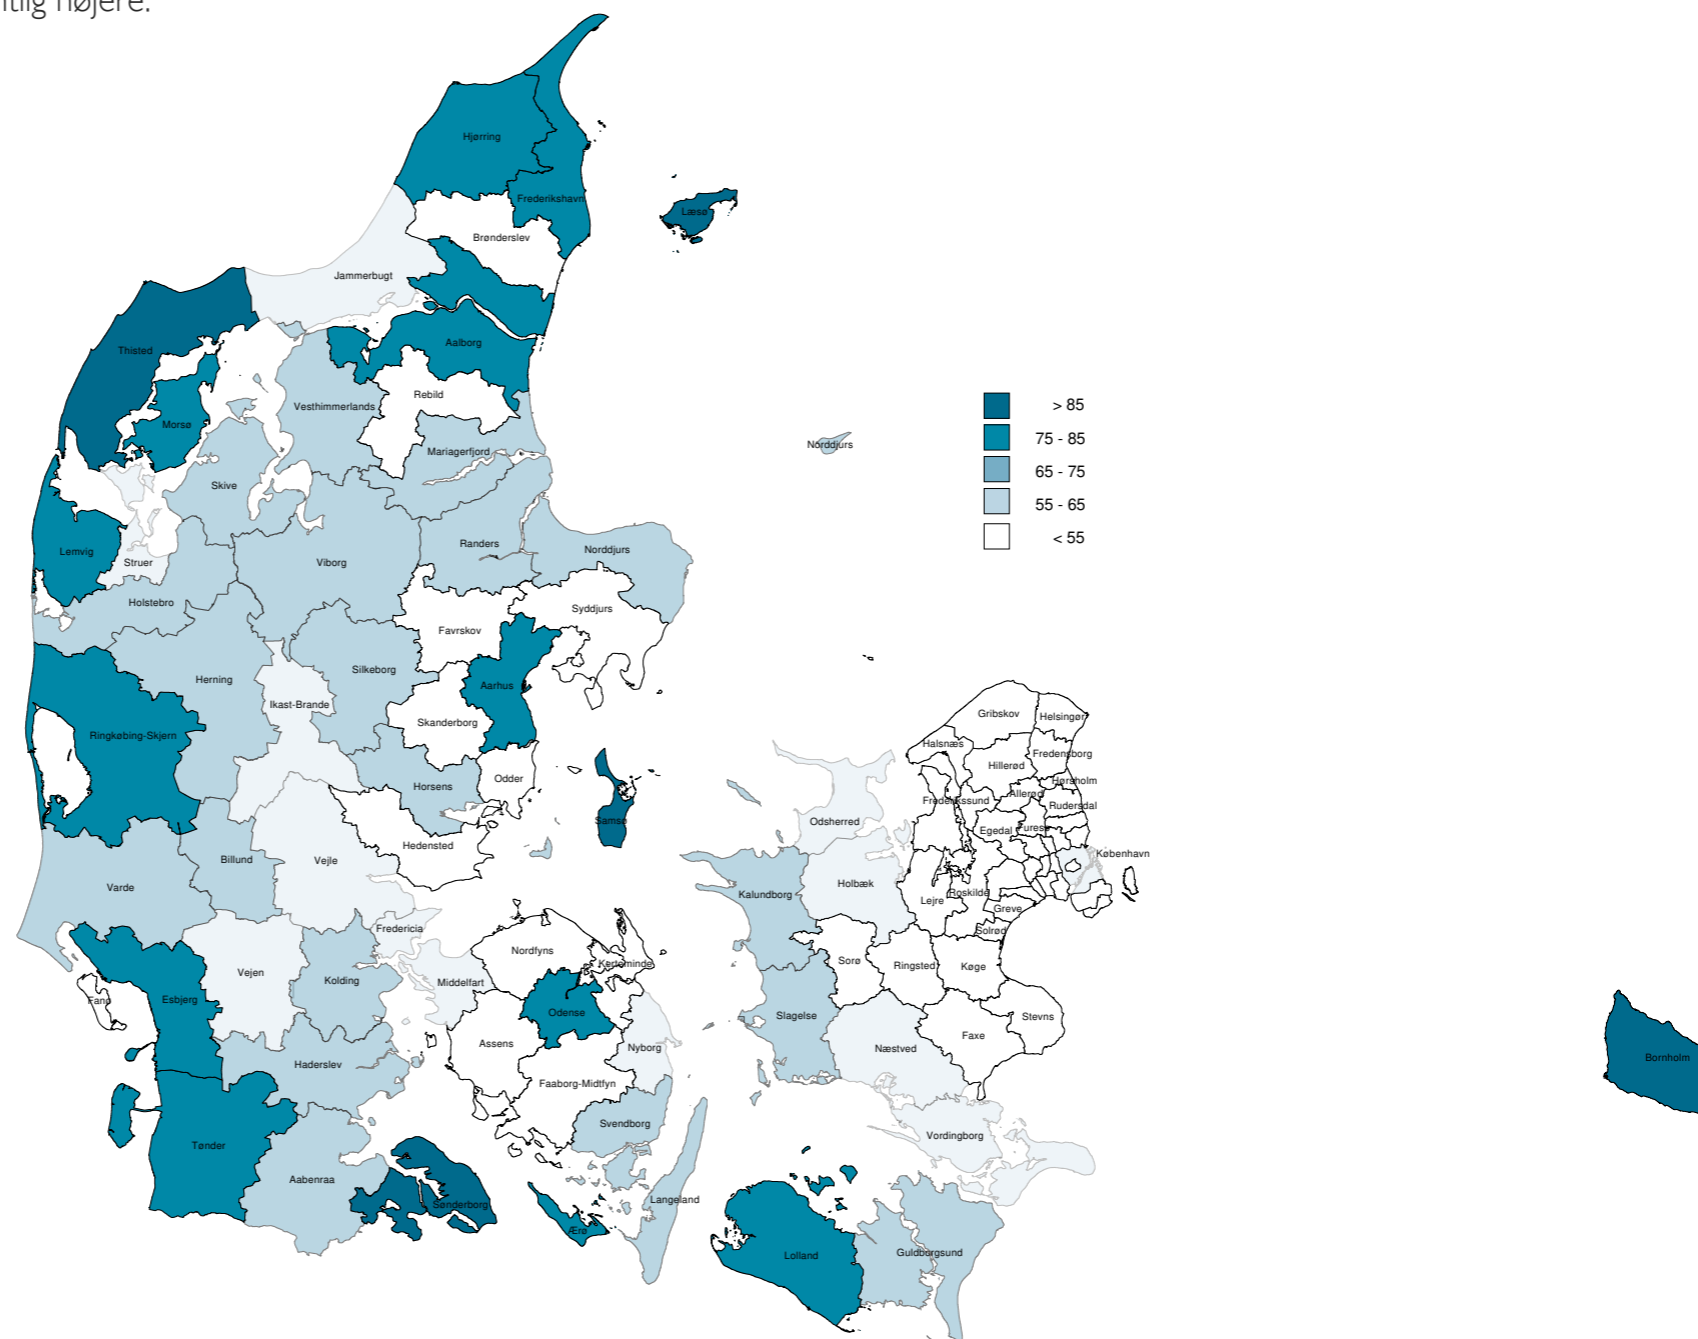 ntlig højere.
Hjørring
Frederikshavn
Læsø
Brønderslev
Jammerbugt
Thisted
Aalborg
Rebild
Vesthimmerlands
Morsø
Mariagerfjord
Skive
Norddjurs
> 85
75 - 85
65 - 75
55 - 65
< 55
Lemvig
Struer
Viborg
Randers
Norddjurs
Holstebro
Syddjurs
Favrskov
Silkeborg
Herning
Aarhus
Ikast-Brande
Skanderborg
Ringkøbing-Skjern
Odder
Horsens
Samsø
Hedensted
Billund
Vejle
Varde
Fredericia
Vejen
Kolding
Middelfart
Nordfyns
Kerteminde
Fanø
Esbjerg
Odense
Assens
Nyborg
Haderslev
Faaborg-Midtfyn
Svendborg
Tønder
Aabenraa
Sønderborg
Ærø
Langeland
Gribskov
Helsingør
Halsnæs
Fredensborg
Hillerød
Hørsholm
Allerød
Frederikssund
Rudersdal
Odsherred
Egedal
Furesø
København
Holbæk
Kalundborg
Lejre
Roskilde
Greve
Solrød
Sorø
Ringsted
Køge
Slagelse
Stevns
Faxe
Næstved
Vordingborg
Lolland
Guldborgsund
Bornholm